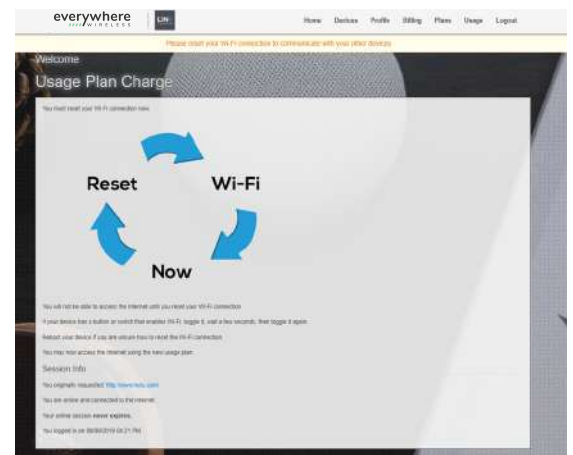 everywhere
WIRELESS
Home Devices Profile Billing Plans Usage Logout
Please reset your Wi-Fi connection to communicate with your other devices
Welcome
Usage Plan Charge
You must reset your Wi-Fi connection now.
Reset
Wi-Fi
Now
You will not be able to access the Internet until you reset your Wi-Fi connection
If your device has a button or switch that enables Wi-Fi, toggle it, wait a few seconds, then toggle it again.
Reboot your device if you are unsure how to reset the Wi-Fi connection
You may now access the Internet using the new usage plan.
Session Info
You originally requested
You are online and connected to the Internet.
Your online session never expires.
You logged in on